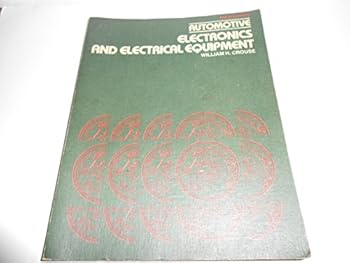 AUTOMOTIVE
ELECTRONICS
AND ELECTRICAL EQUIPMENT
WILLIAM H. CROUSE